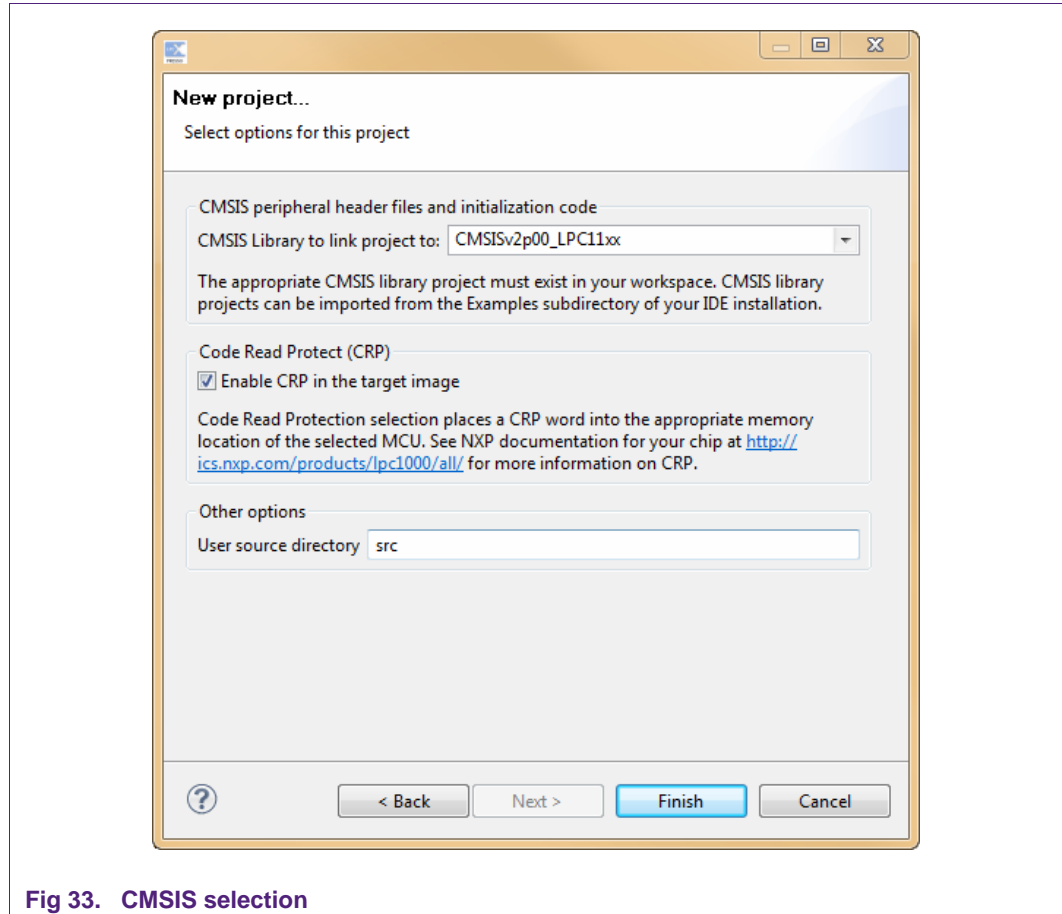 New project...
Select options for this project
CMSIS peripheral header files and initialization code
CMSIS Library to link project to: CMSISv2p00_LPC11xx
The appropriate CMSIS library project must exist in your workspace. CMSIS library
projects can be imported from the Examples subdirectory of your IDE installation.
Code Read Protect (CRP)
Enable CRP in the target image
Code Read Protection selection places a CRP word into the appropriate memory
location of the selected MCU. See NXP documentation for your chip at http://
ics.nxp.com/products/lpc1000/all/ for more information on CRP.
Other options
User source directory src
? < Back Next > Finish Cancel
Fig 33. CMSIS selection